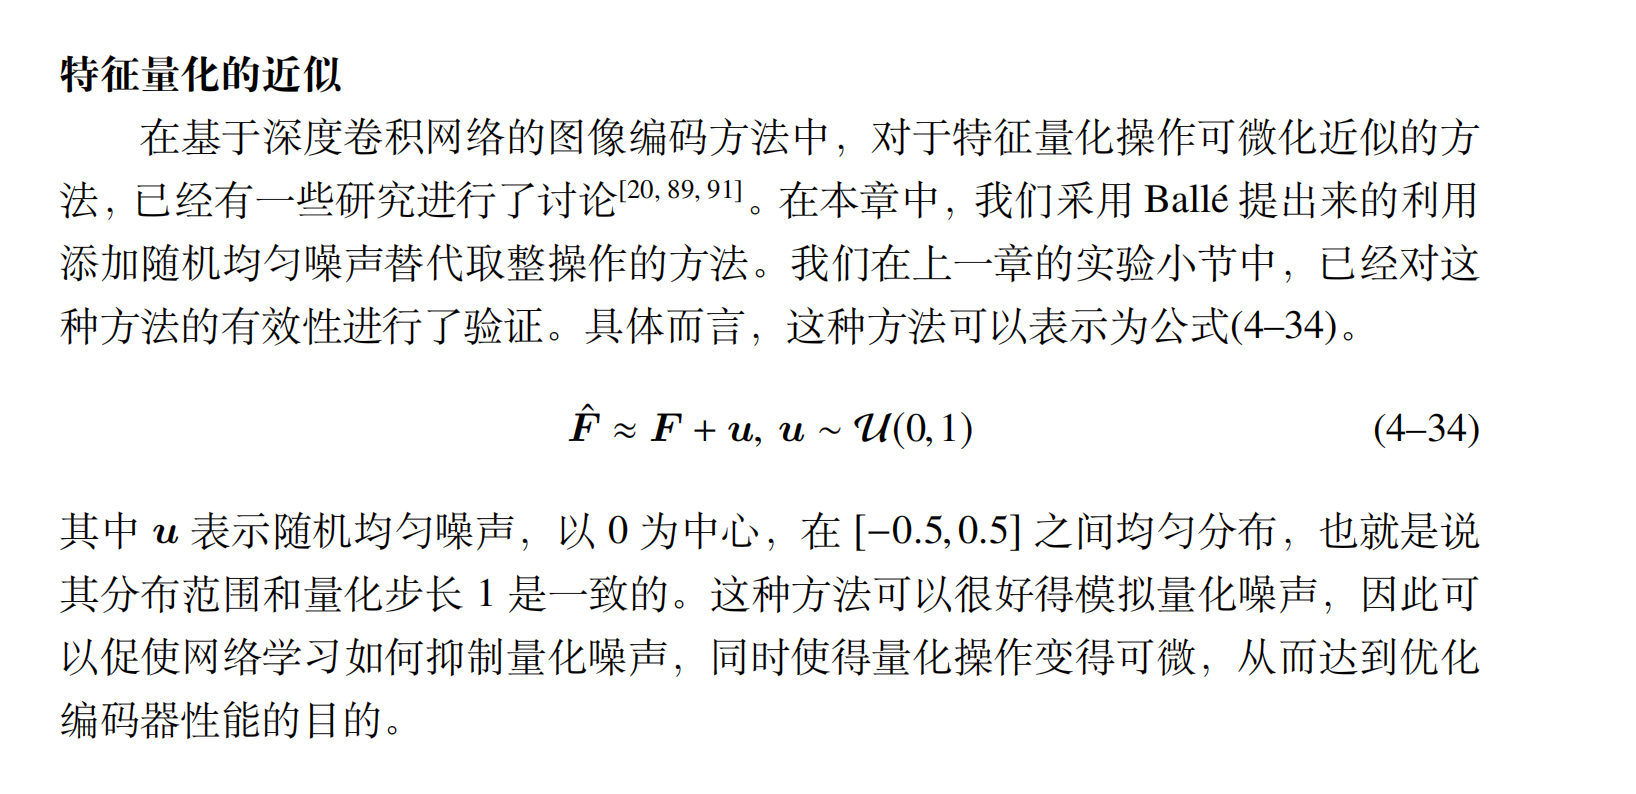 特征量化的近似
在基于深度卷积网络的图像编码方法中，对于特征量化操作可微化近似的方
法，已经有一些研究进行了讨论[20, 89, 91]。在本章中，我们采用 Ballé 提出来的利用
添加随机均匀噪声替代取整操作的方法。我们在上一章的实验小节中，已经对这
种方法的有效性进行了验证。具体而言，这种方法可以表示为公式(4–34)。
F̂ ≈ F + u, u ∼ 𝒰(0, 1) (4–34)
其中 u 表示随机均匀噪声，以 0 为中心，在 [−0.5, 0.5] 之间均匀分布，也就是说
其分布范围和量化步长 1 是一致的。这种方法可以很好得模拟量化噪声，因此可
以促使网络学习如何抑制量化噪声，同时使得量化操作变得可微，从而达到优化
编码器性能的目的。